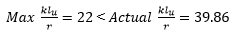 Max klᵤ/r = 22 < Actual klᵤ/r = 39.86